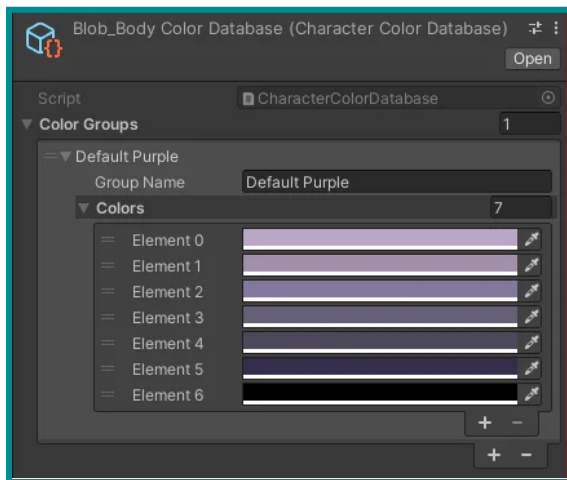 Blob_Body Color Database (Character Color Database)
Open
Script CharacterColorDatabase
Color Groups 1
Default Purple
Group Name Default Purple
Colors 7
Element 0
Element 1
Element 2
Element 3
Element 4
Element 5
Element 6
+ −
+ −